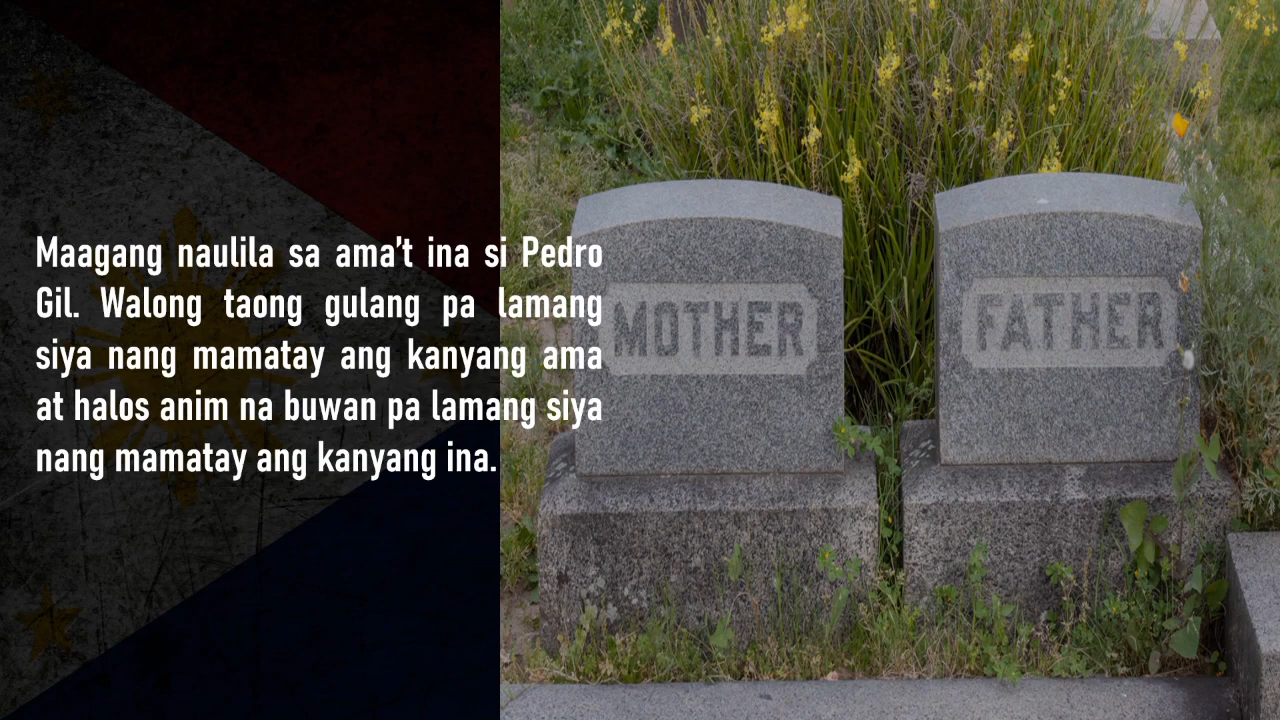 Maagang naulila sa ama't ina si Pedro
Gil. Walong taong gulang pa lamang
siya nang mamatay ang kanyang ama
at halos anim na buwan pa lamang siya
nang mamatay ang kanyang ina.
MOTHER
FATHER